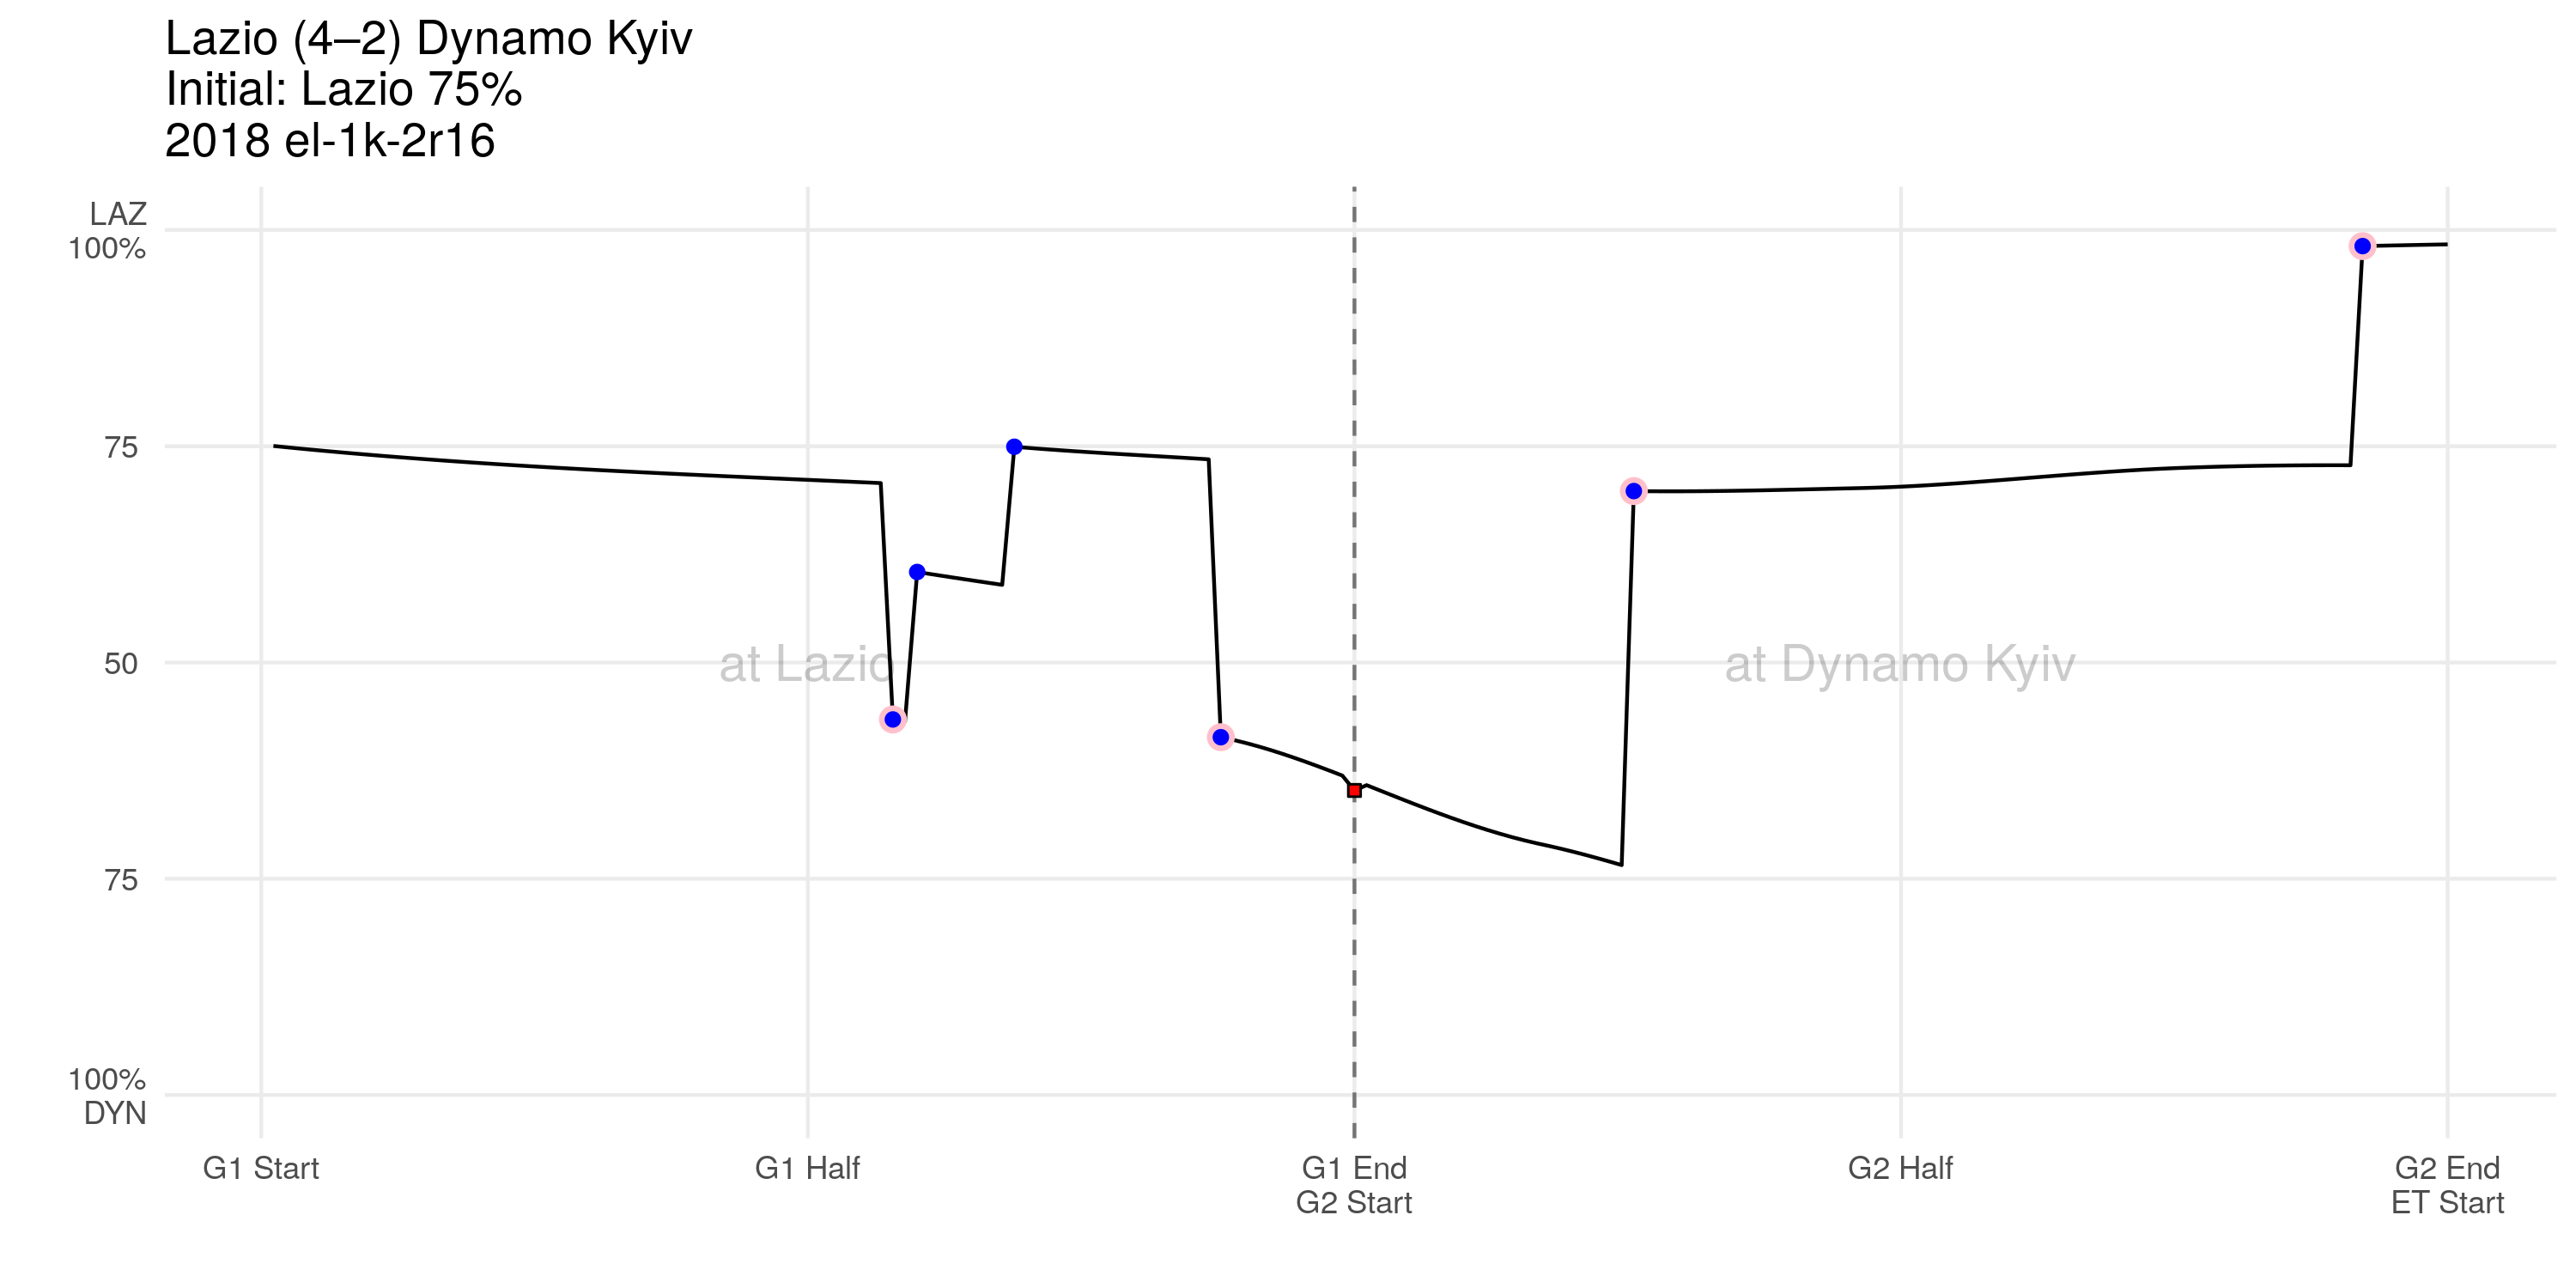 Lazio (4–2) Dynamo Kyiv
Initial: Lazio 75%
2018 el-1k-2r16
LAZ
100%
75
50
75
100%
DYN
at Lazio
at Dynamo Kyiv
G1 Start
G1 Half
G1 End
G2 Start
G2 Half
G2 End
ET Start